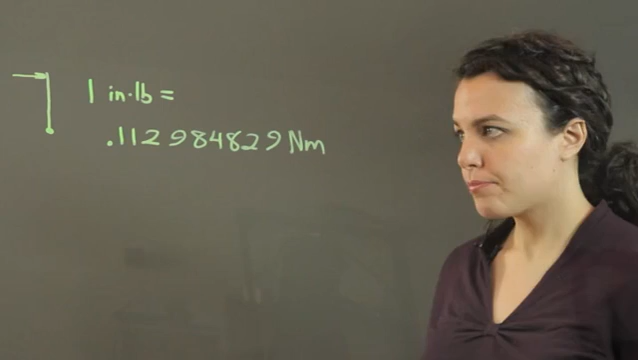 1 in·lb =
.112984829 Nm